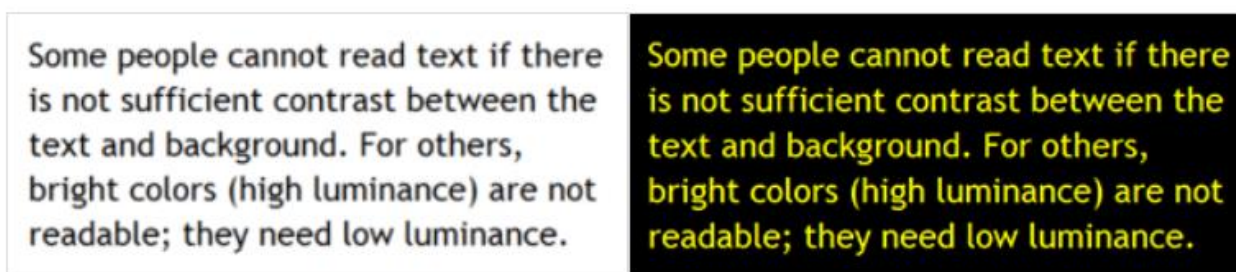 Some people cannot read text if there
is not sufficient contrast between the
text and background. For others,
bright colors (high luminance) are not
readable; they need low luminance.
Some people cannot read text if there
is not sufficient contrast between the
text and background. For others,
bright colors (high luminance) are not
readable; they need low luminance.